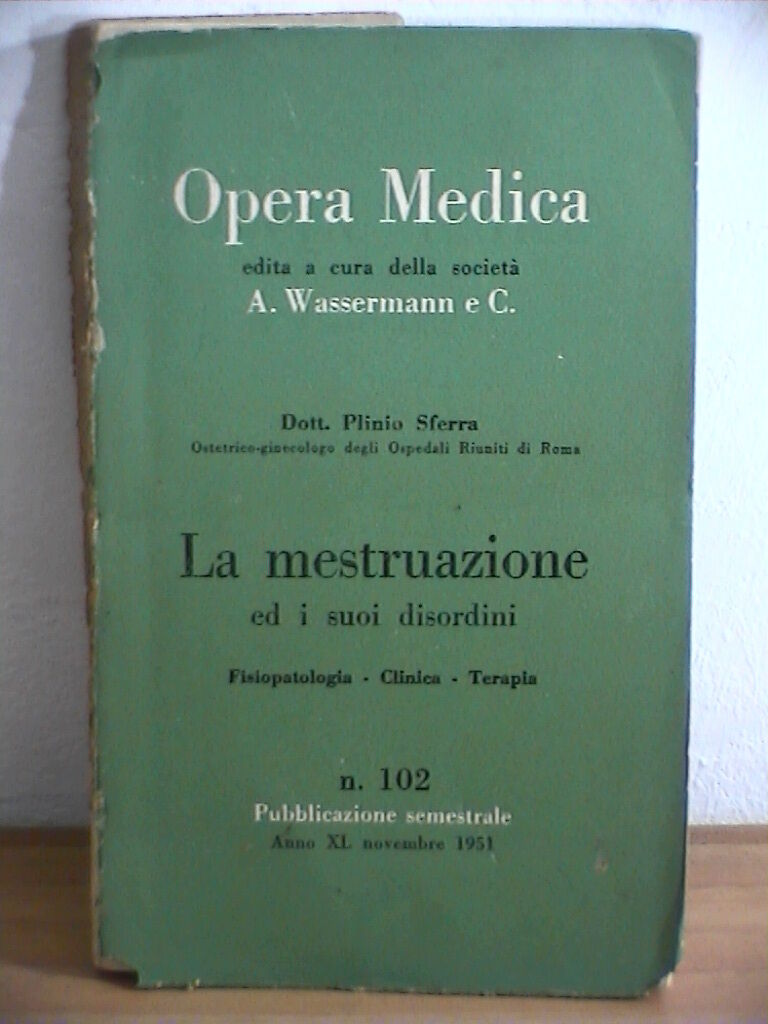 Opera Medica
edita a cura della società
A. Wassermann e C.
Dott. Plinio Sferra
Ostetrico-ginecologo degli Ospedali Riuniti di Roma
La mestruazione
ed i suoi disordini
Fisiopatologia - Clinica - Terapia
n. 102
Pubblicazione semestrale
Anno XL novembre 1951